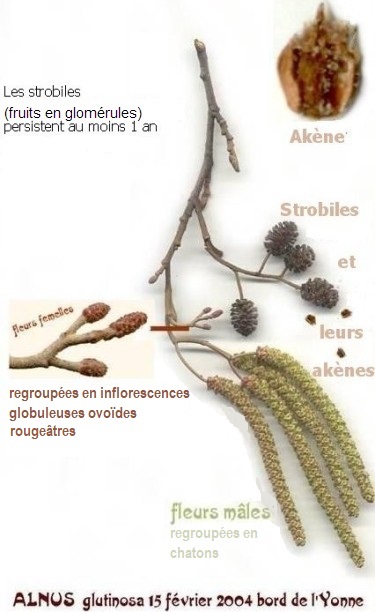 Les strobiles
(fruits en glomérules)
persistent au moins 1 an
Akène
Strobiles
et
leurs
akènes
fleurs femelles
regroupées en inflorescences
globuleuses ovoïdes
rougeâtres
fleurs mâles
regroupées en
chatons
ALNUS glutinosa 15 février 2004 bord de l'Yonne